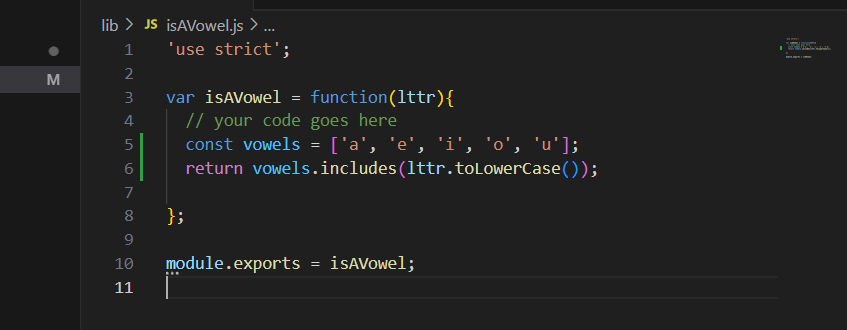 lib > JS isAVowel.js > ...
M
1 'use strict';
2
3 var isAVowel = function(lttr){
4 // your code goes here
5 const vowels = ['a', 'e', 'i', 'o', 'u'];
6 return vowels.includes(lttr.toLowerCase());
7
8 };
9
10 module.exports = isAVowel;
11